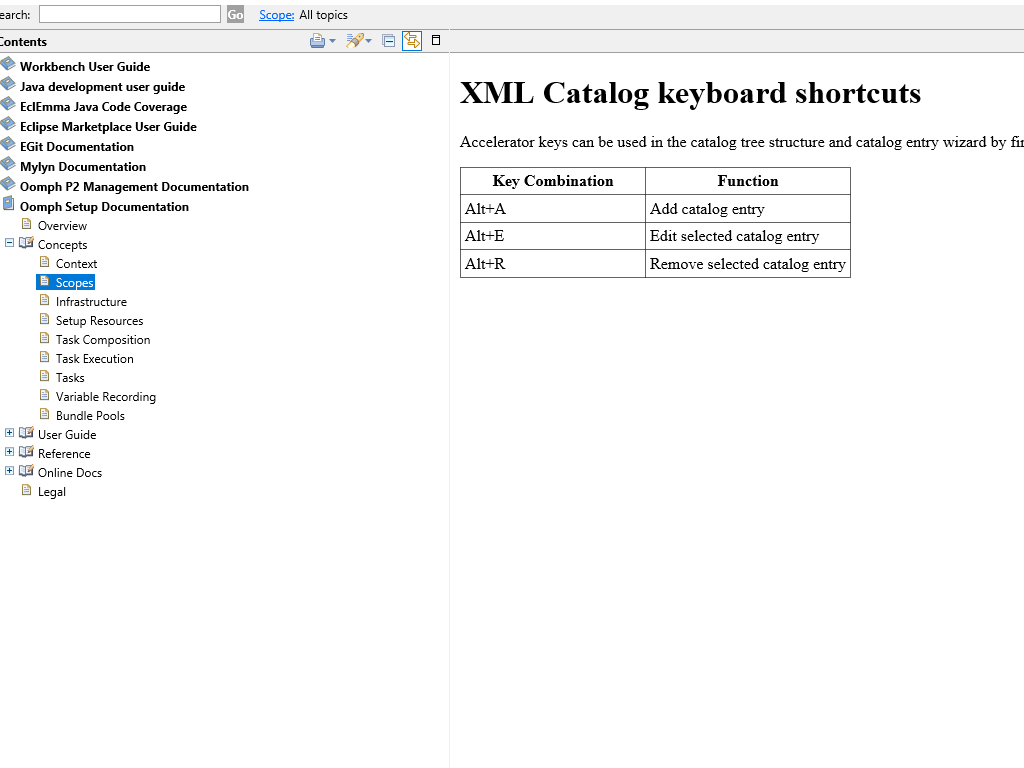 earch: Go Scope: All topics
Contents
Workbench User Guide
Java development user guide
EclEmma Java Code Coverage
Eclipse Marketplace User Guide
EGit Documentation
Mylyn Documentation
Oomph P2 Management Documentation
Oomph Setup Documentation
Overview
Concepts
Context
Scopes
Infrastructure
Setup Resources
Task Composition
Task Execution
Tasks
Variable Recording
Bundle Pools
User Guide
Reference
Online Docs
Legal
XML Catalog keyboard shortcuts
Accelerator keys can be used in the catalog tree structure and catalog entry wizard by fir
Key Combination Function
Alt+A Add catalog entry
Alt+E Edit selected catalog entry
Alt+R Remove selected catalog entry